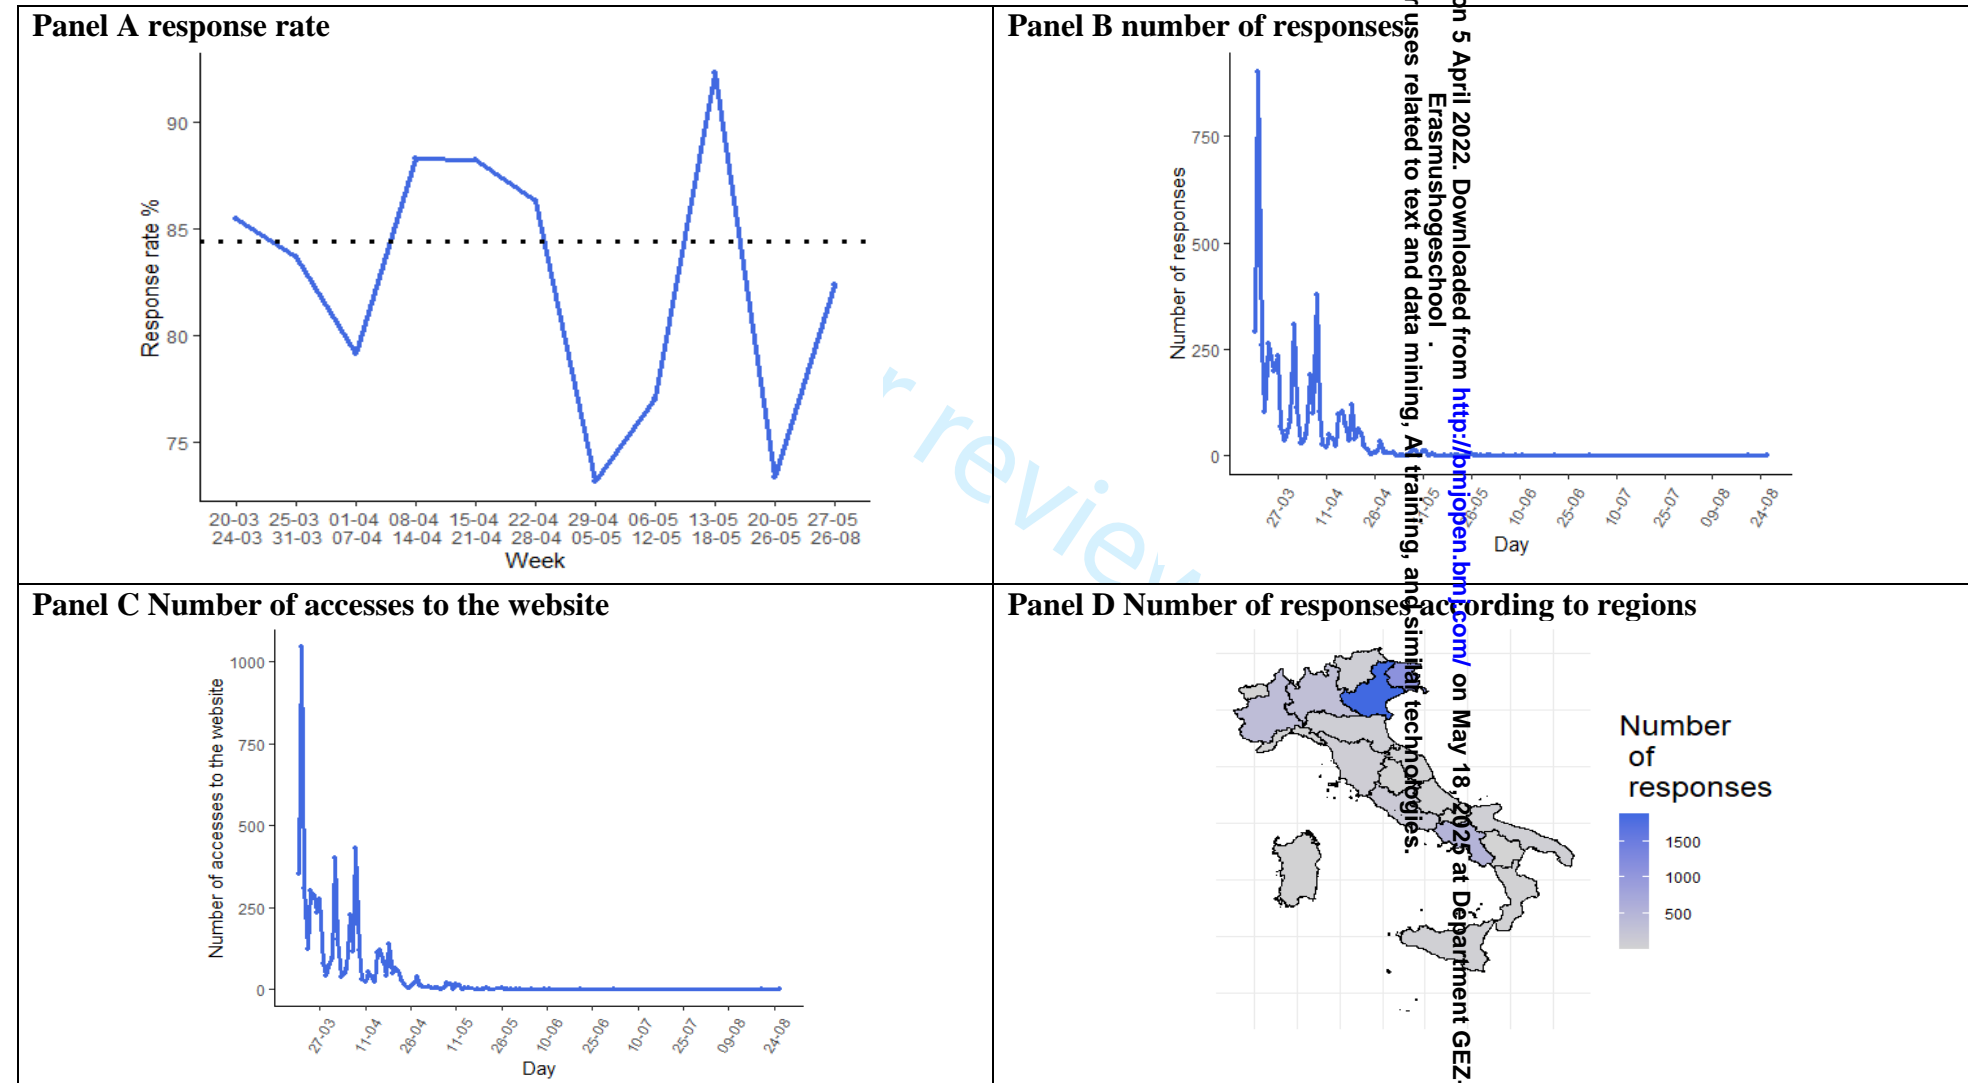 Panel A response rate
90
85
80
75
Response rate %
20-03 25-03 01-04 08-04 15-04 22-04 29-04 06-05 13-05 20-05 27-05
24-03 31-03 07-04 14-04 21-04 28-04 05-05 12-05 18-05 26-05 26-08
Week
Panel B number of responses
750
500
250
0
Number of responses
27-03 11-04 26-04 28-05 10-06 25-06 10-07 25-07 09-08 24-08
Day
Panel C Number of accesses to the website
1000
750
500
250
0
Number of accesses to the website
27-03 11-04 26-04 11-05 28-05 10-06 25-06 10-07 25-07 09-08 24-08
Day
Panel D Number of responses according to regions
Number
of
responses
1500
1000
500
r review
on 5 April 2022. Downloaded from http://bmjopen.bmj.com/ on May 18, 2025 at Department GEZ-
Erasmushogeschool .
uses related to text and data mining, AI training, and similar technologies.